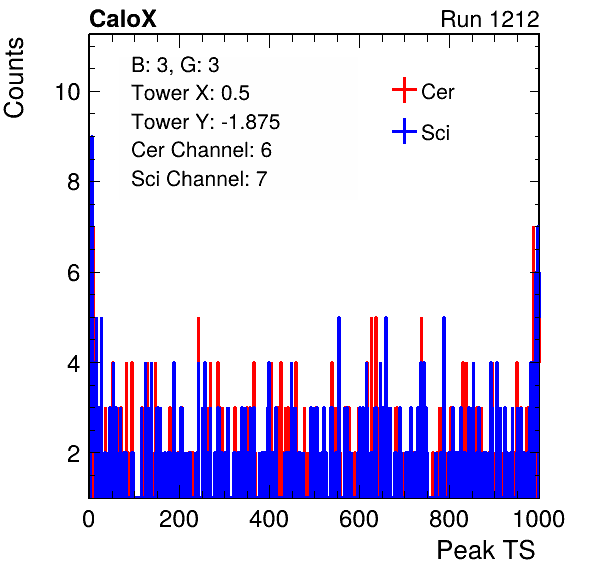 CaloX Run 1212
Counts
B: 3, G: 3
Tower X: 0.5
Tower Y: -1.875
Cer Channel: 6
Sci Channel: 7
Cer
Sci
10
8
6
4
2
0 200 400 600 800 1000
Peak TS